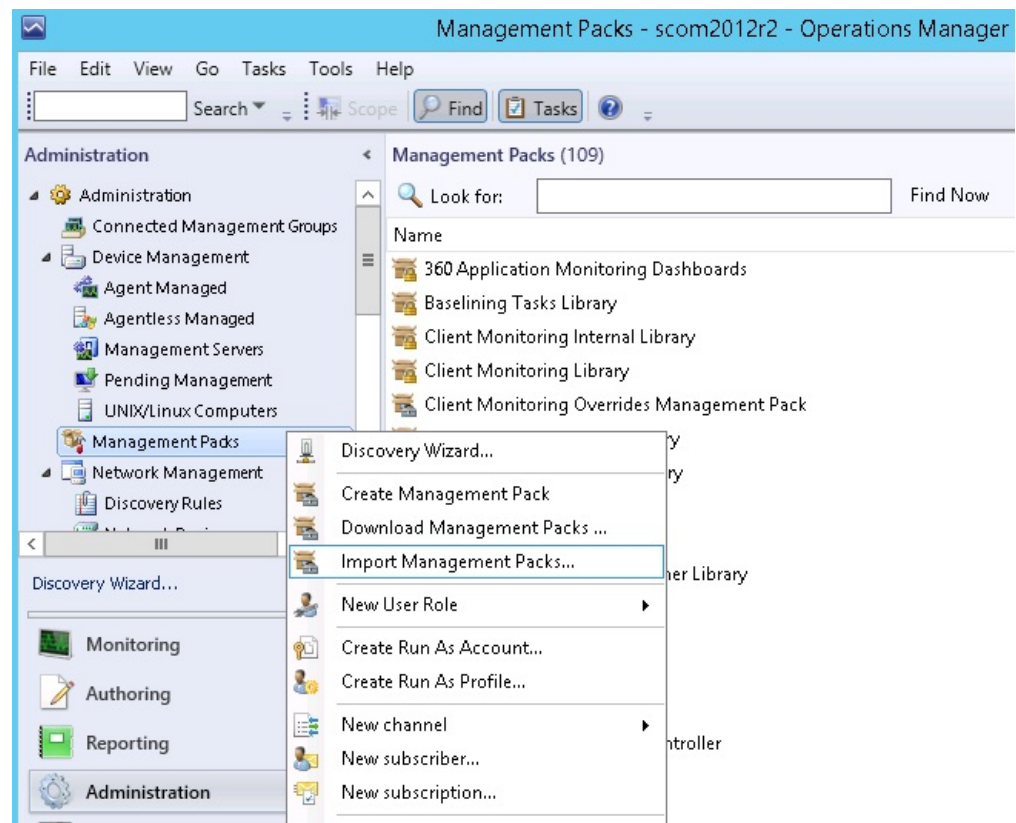 Management Packs - scom2012r2 - Operations Manager
File Edit View Go Tasks Tools Help
Search Scope Find Tasks
Administration
Administration
Connected Management Groups
Device Management
Agent Managed
Agentless Managed
Management Servers
Pending Management
UNIX/Linux Computers
Management Packs
Network Management
Discovery Rules
Discovery Wizard...
Monitoring
Authoring
Reporting
Administration
Management Packs (109)
Look for: Find Now
Name
360 Application Monitoring Dashboards
Baselining Tasks Library
Client Monitoring Internal Library
Client Monitoring Library
Client Monitoring Overrides Management Pack
ry
ry
er Library
ntroller
Discovery Wizard...
Create Management Pack
Download Management Packs ...
Import Management Packs...
New User Role
Create Run As Account...
Create Run As Profile...
New channel
New subscriber...
New subscription...